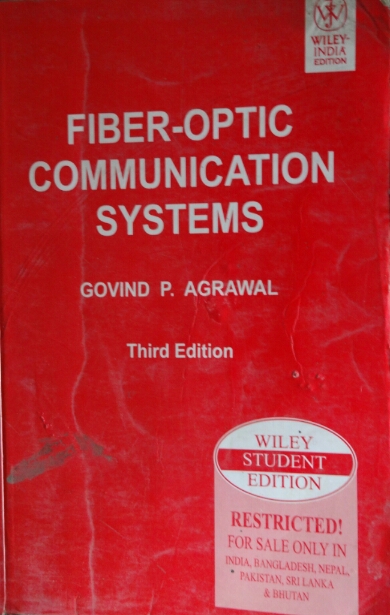 WILEY-
INDIA
EDITION
FIBER-OPTIC
COMMUNICATION
SYSTEMS
GOVIND P. AGRAWAL
Third Edition
WILEY
STUDENT
EDITION
RESTRICTED!
FOR SALE ONLY IN
INDIA, BANGLADESH, NEPAL,
PAKISTAN, SRI LANKA
& BHUTAN